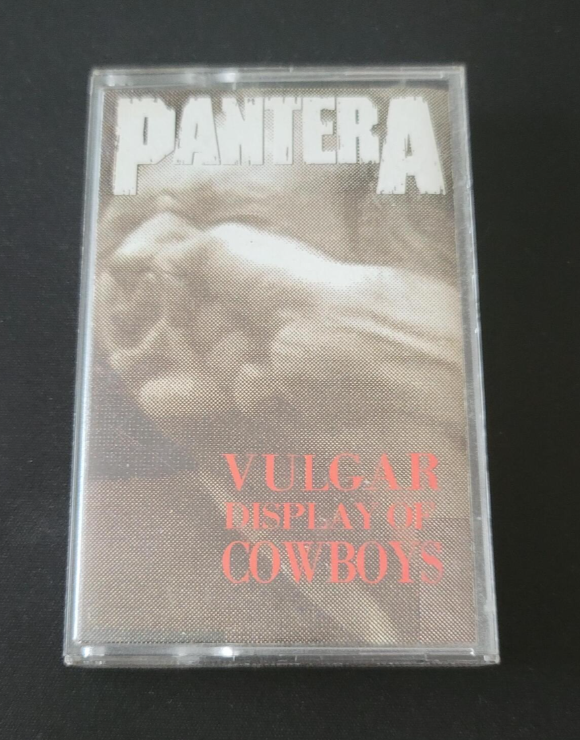 PANTERA
VULGAR
DISPLAY OF
COWBOYS